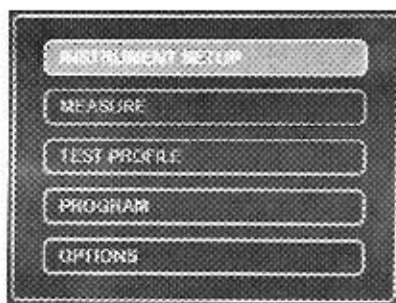 INSTRUMENT SETUP
MEASURE
TEST PROFILE
PROGRAM
OPTIONS